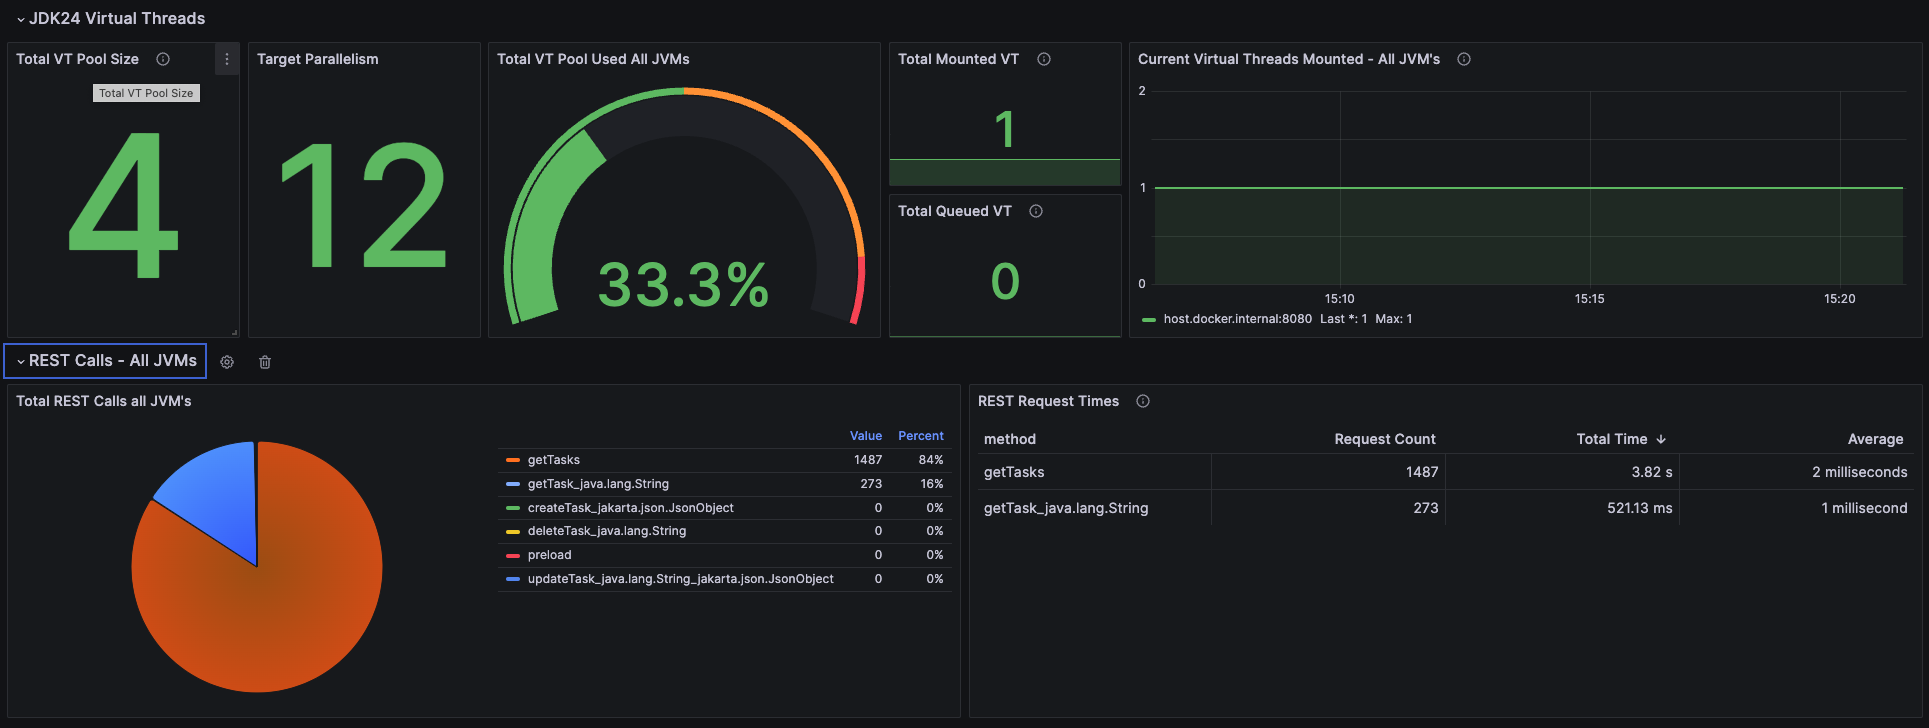 JDK24 Virtual Threads
Total VT Pool Size
Total VT Pool Size
4
Target Parallelism
12
Total VT Pool Used All JVMs
33.3%
Total Mounted VT
1
Total Queued VT
0
Current Virtual Threads Mounted - All JVM's
2
1
0
15:10 15:15 15:20
host.docker.internal:8080 Last *: 1 Max: 1
REST Calls - All JVMs
Total REST Calls all JVM's
Value Percent
getTasks 1487 84%
getTask_java.lang.String 273 16%
createTask_jakarta.json.JsonObject 0 0%
deleteTask_java.lang.String 0 0%
preload 0 0%
updateTask_java.lang.String_jakarta.json.JsonObject 0 0%
REST Request Times
method Request Count Total Time Average
getTasks 1487 3.82 s 2 milliseconds
getTask_java.lang.String 273 521.13 ms 1 millisecond